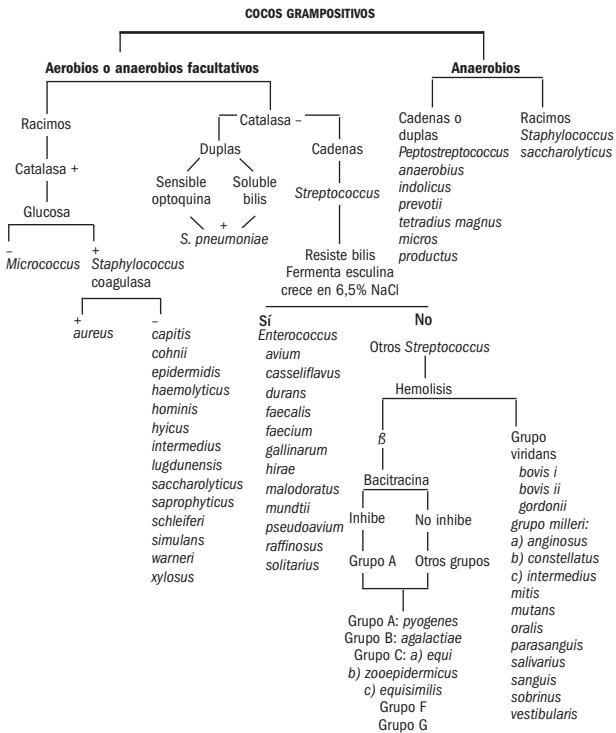 COCOS GRAMPOSITIVOS
Aerobios o anaerobios facultativos
Anaerobios
Racimos
Catalasa +
Glucosa
–
Micrococcus
+
Staphylococcus
coagulasa
+
aureus
–
capitis
cohnii
epidermidis
haemolyticus
hominis
hyicus
intermedius
lugdunensis
saccharolyticus
saprophyticus
schleiferi
simulans
warneri
xylosus
Catalasa –
Duplas
Sensible
optoquina
Soluble
bilis
+
S. pneumoniae
Cadenas
Streptococcus
Resiste bilis
Fermenta esculina
crece en 6,5% NaCl
Sí
Enterococcus
avium
casseliflavus
durans
faecalis
faecium
gallinarum
hirae
malodoratus
mundtii
pseudoavium
raffinosus
solitarius
No
Otros Streptococcus
Hemolisis
ß
Bacitracina
Inhibe
No inhibe
Grupo A
Otros grupos
Grupo A: pyogenes
Grupo B: agalactiae
Grupo C: a) equi
b) zooepidermicus
c) equisimilis
Grupo F
Grupo G
Grupo
viridans
bovis i
bovis ii
gordonii
grupo milleri:
a) anginosus
b) constellatus
c) intermedius
mitis
mutans
oralis
parasanguis
salivarius
sanguis
sobrinus
vestibularis
Cadenas o
duplas
Peptostreptococcus
anaerobius
indolicus
prevotii
tetradius magnus
micros
productus
Racimos
Staphylococcus
saccharolyticus